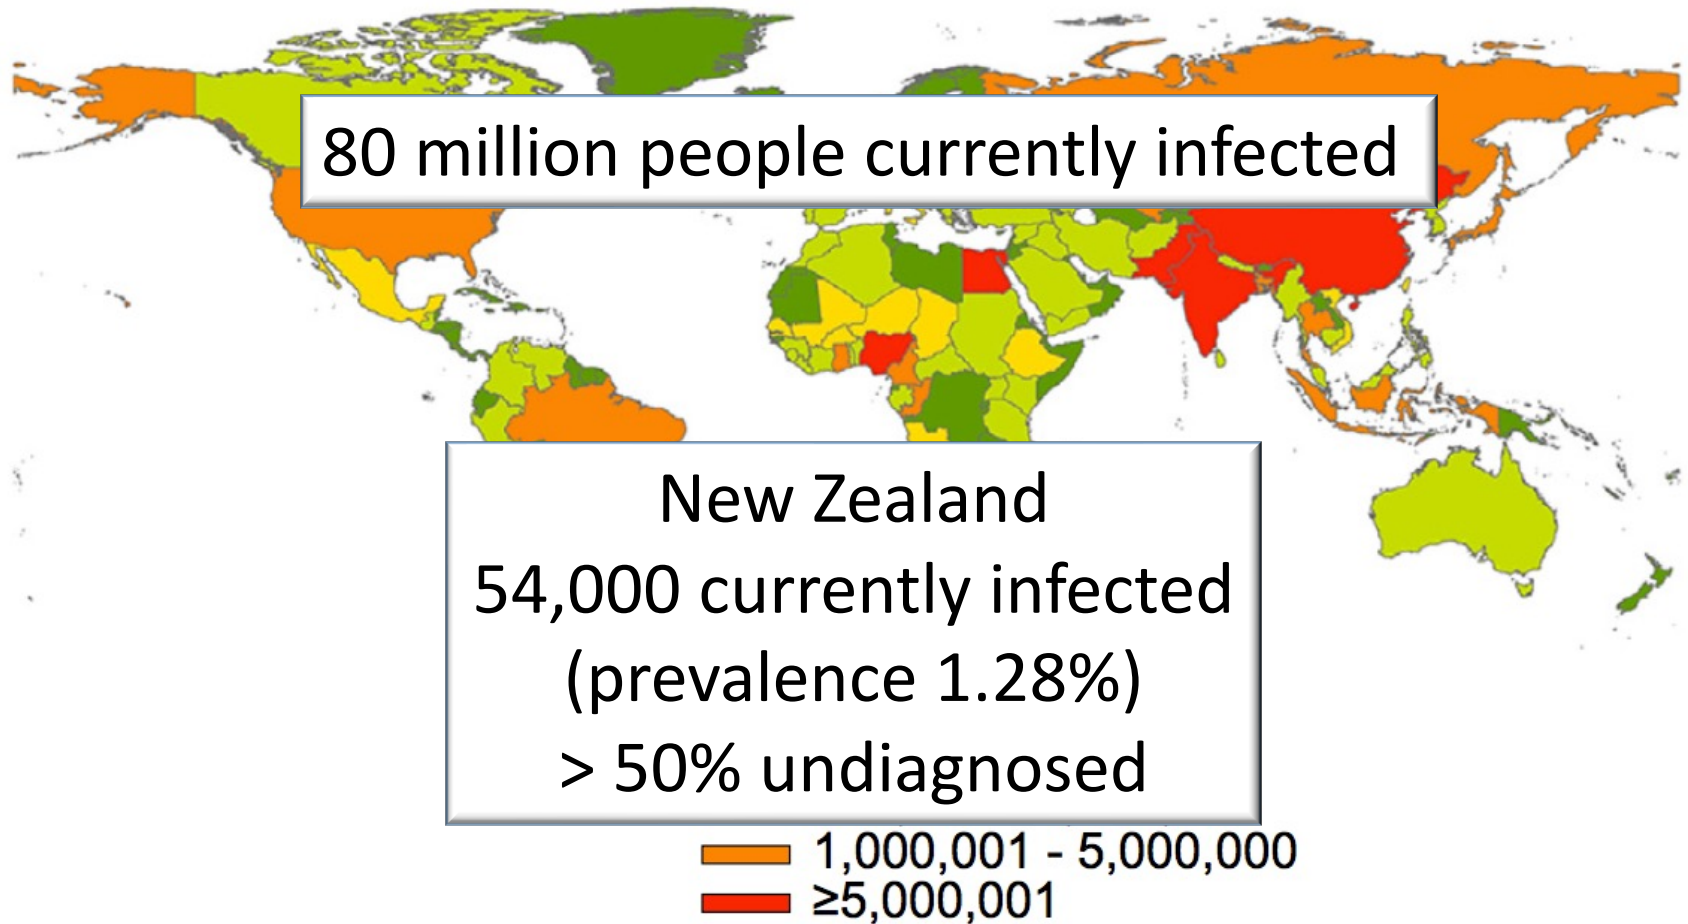 80 million people currently infected
New Zealand
54,000 currently infected
(prevalence 1.28%)
> 50% undiagnosed
1,000,001 - 5,000,000
≥5,000,001